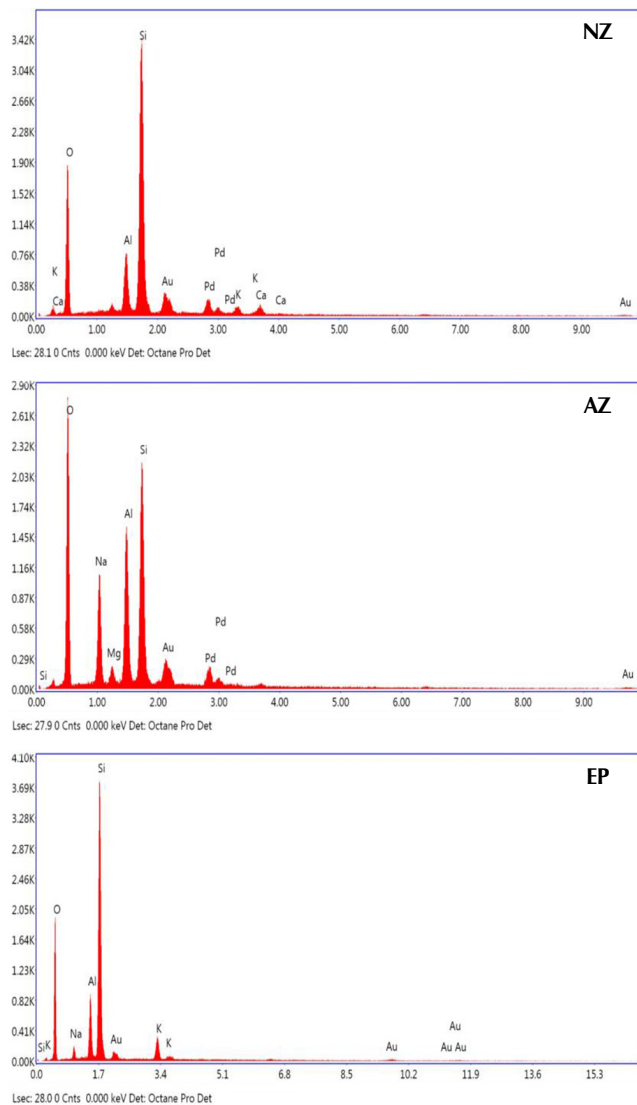 NZ
3.42K
Si
3.04K
2.66K
2.28K
1.90K
O
1.52K
1.14K
0.76K
Al
Pd
0.38K
K
Au
Pd
K
Ca
Pd
K
Ca
Ca
Au
0.00K
0.00 1.00 2.00 3.00 4.00 5.00 6.00 7.00 8.00 9.00
Lsec: 28.1 0 Cnts 0.000 keV Det: Octane Pro Det
AZ
2.90K
2.61K
O
2.32K
Si
2.03K
1.74K
Al
1.45K
1.16K
Na
0.87K
0.58K
Pd
0.29K
Mg
Au
Pd
Pd
Si
Au
0.00K
0.00 1.00 2.00 3.00 4.00 5.00 6.00 7.00 8.00 9.00
Lsec: 27.9 0 Cnts 0.000 keV Det: Octane Pro Det
EP
4.10K
Si
3.69K
3.28K
2.87K
2.46K
2.05K
O
1.64K
1.23K
Al
0.82K
0.41K
Na
Au
K
Au
Si K
K
Au
Au Au
0.00K
0.0 1.7 3.4 5.1 6.8 8.5 10.2 11.9 13.6 15.3
Lsec: 28.0 0 Cnts 0.000 keV Det: Octane Pro Det